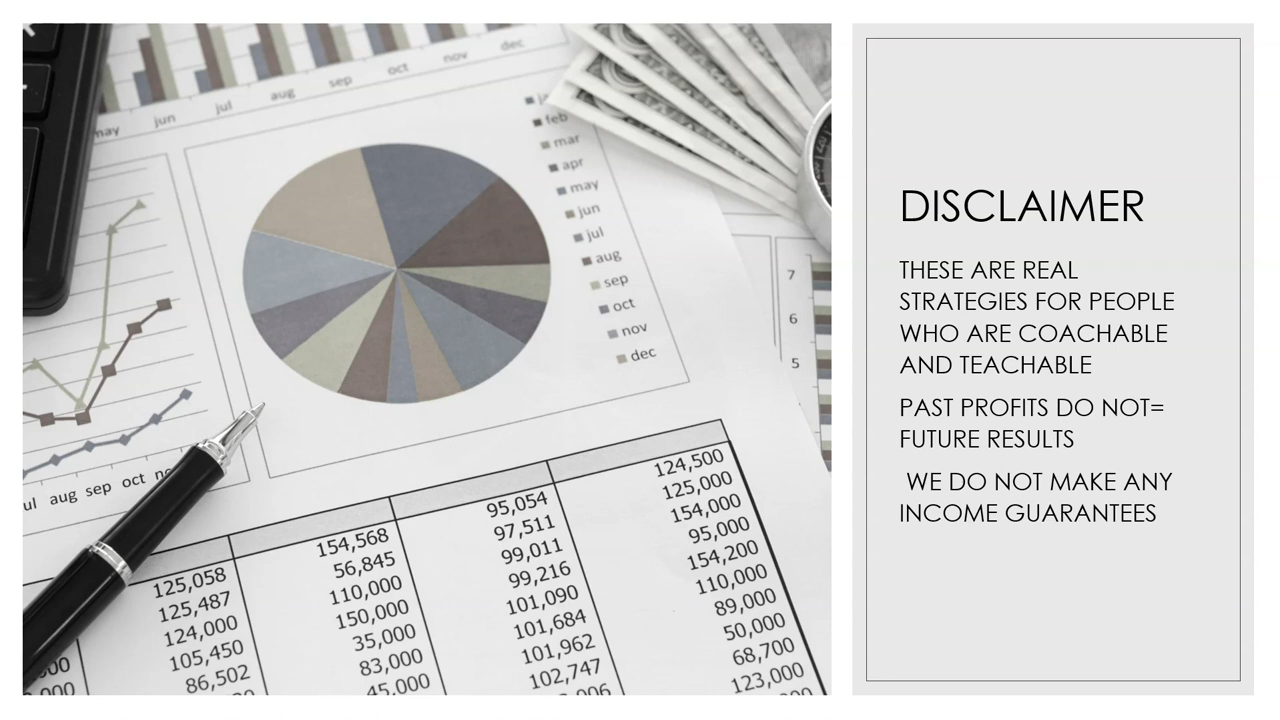 dec
nov
oct
sep
aug
jul
jun
may
feb
mar
apr
may
jun
jul
aug
sep
oct
nov
dec
7
6
5
aug sep oct
124,500
125,000
154,000
95,000
154,200
110,000
89,000
50,000
68,700
123,000
95,054
97,511
99,011
99,216
101,090
101,684
101,962
102,747
154,568
56,845
110,000
150,000
35,000
83,000
45,000
125,058
125,487
124,000
105,450
86,502
DISCLAIMER
THESE ARE REAL
STRATEGIES FOR PEOPLE
WHO ARE COACHABLE
AND TEACHABLE
PAST PROFITS DO NOT=
FUTURE RESULTS
WE DO NOT MAKE ANY
INCOME GUARANTEES